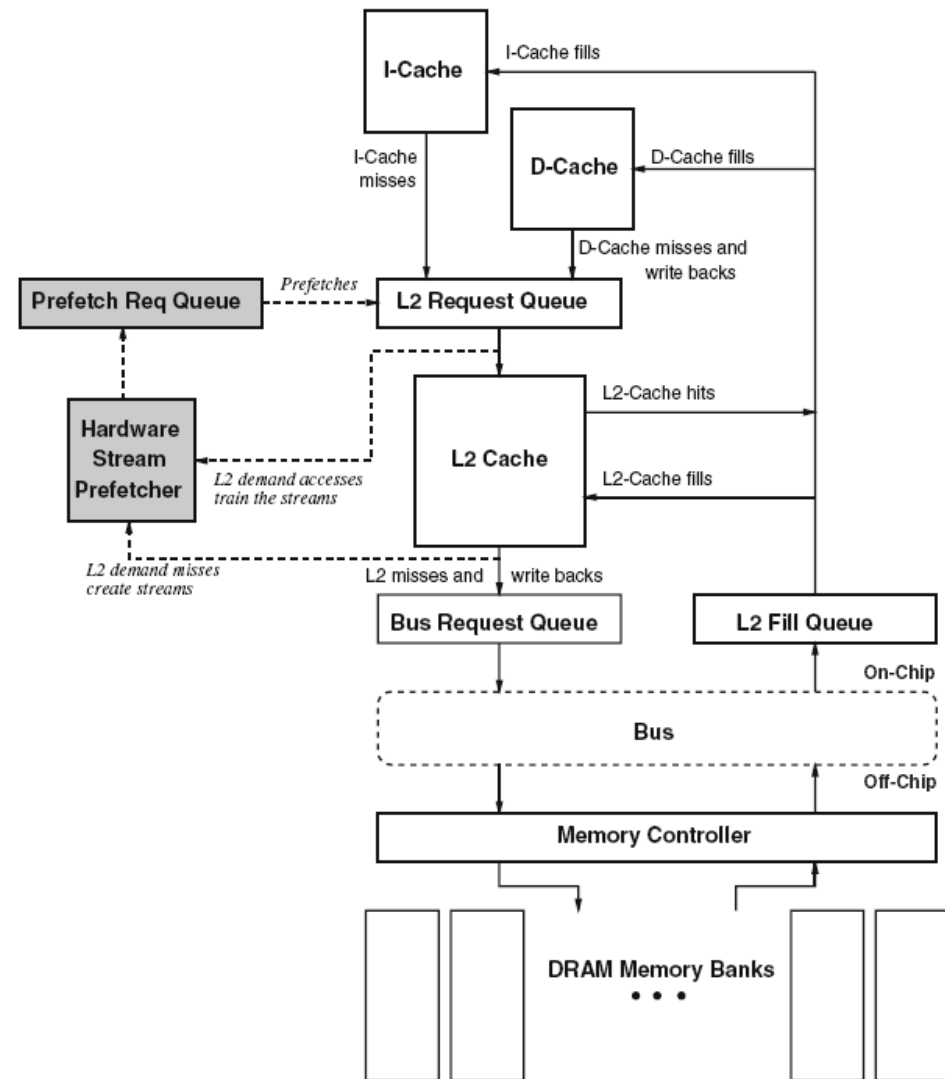 I-Cache fills
I-Cache
I-Cache
misses
D-Cache
D-Cache fills
D-Cache misses and
write backs
Prefetch Req Queue
Prefetches
L2 Request Queue
Hardware
Stream
Prefetcher
L2 demand accesses
train the streams
L2 Cache
L2-Cache hits
L2-Cache fills
L2 demand misses
create streams
L2 misses and write backs
Bus Request Queue
L2 Fill Queue
On-Chip
Bus
Off-Chip
Memory Controller
DRAM Memory Banks
• • •